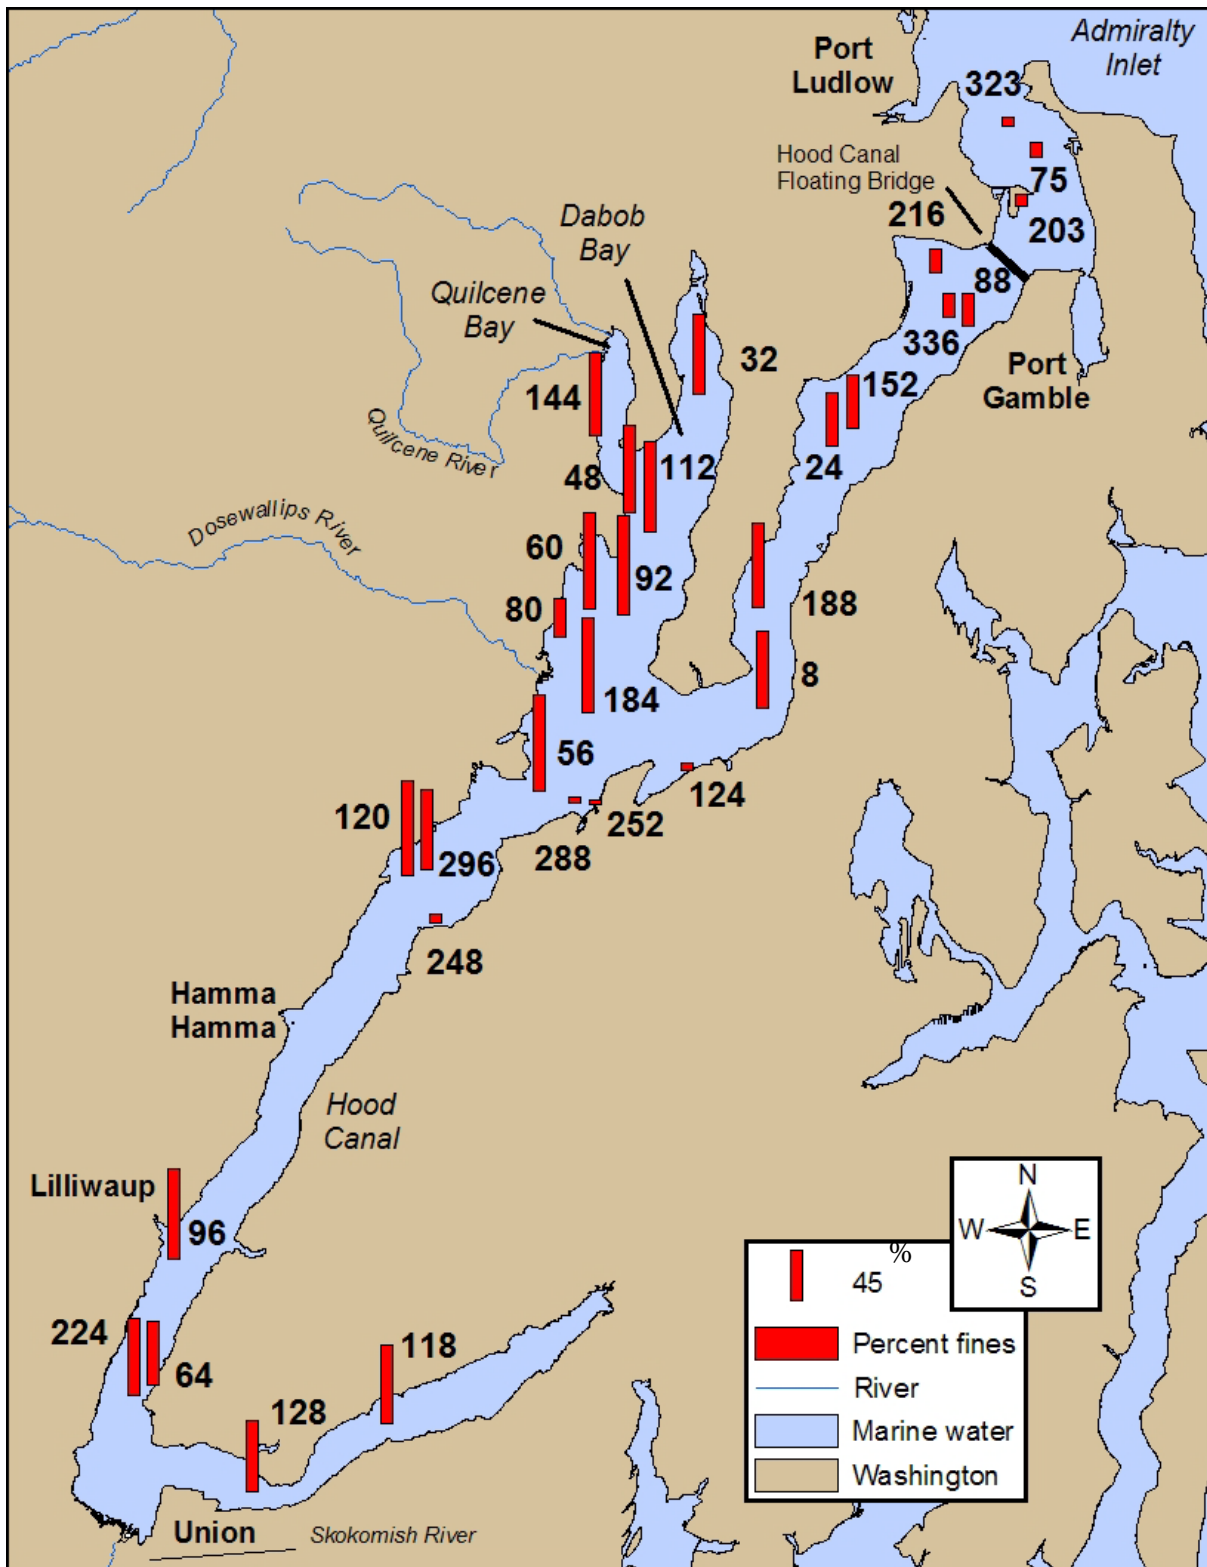 Admiralty
Inlet
Port
Ludlow
323
Hood Canal
Floating Bridge
75
216
203
Dabob
Bay
88
Quilcene
Bay
336
32
Port
Gamble
152
144
Quilcene River
24
112
48
Dosewallips River
60
92
80
188
8
184
56
124
120
252
288
296
248
Hamma
Hamma
Hood
Canal
Lilliwaup
96
N
W
E
S
%
45
224
118
64
Percent fines
River
128
Marine water
Washington
Union
Skokomish River